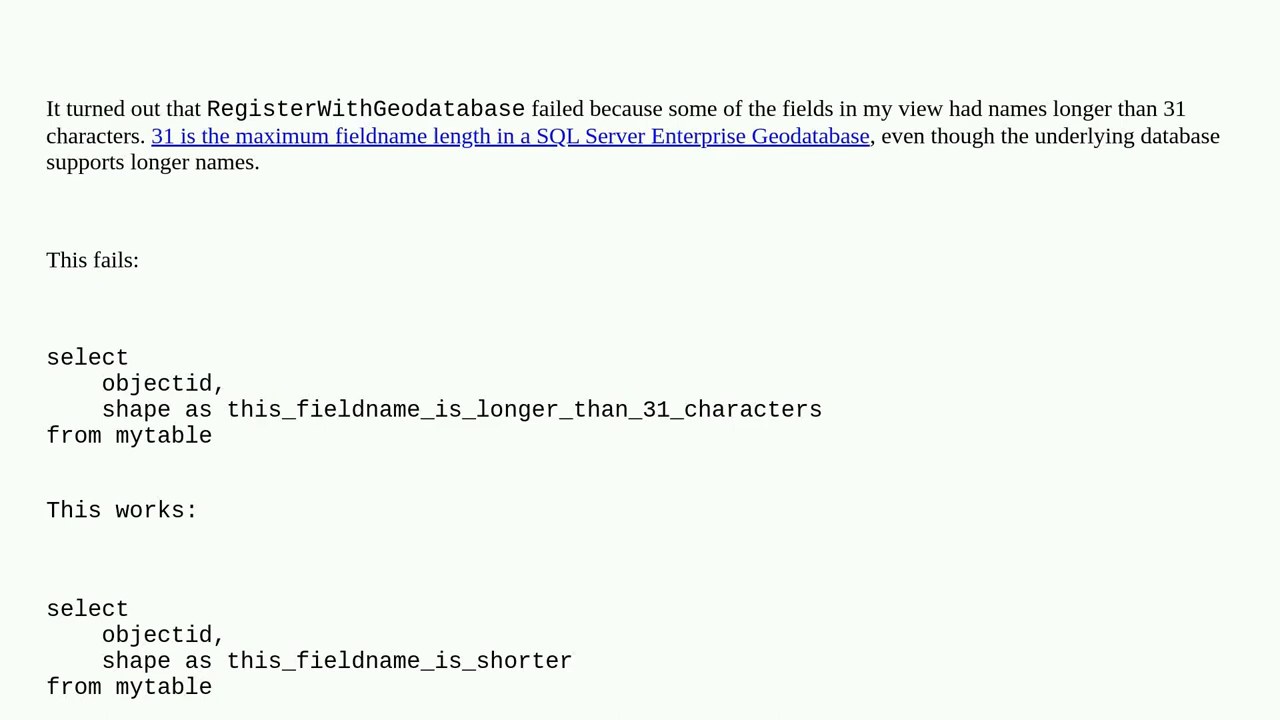 It turned out that RegisterWithGeodatabase failed because some of the fields in my view had names longer than 31
characters. 31 is the maximum fieldname length in a SQL Server Enterprise Geodatabase, even though the underlying database
supports longer names.
This fails:
select
    objectid,
    shape as this_fieldname_is_longer_than_31_characters
from mytable
This works:
select
    objectid,
    shape as this_fieldname_is_shorter
from mytable